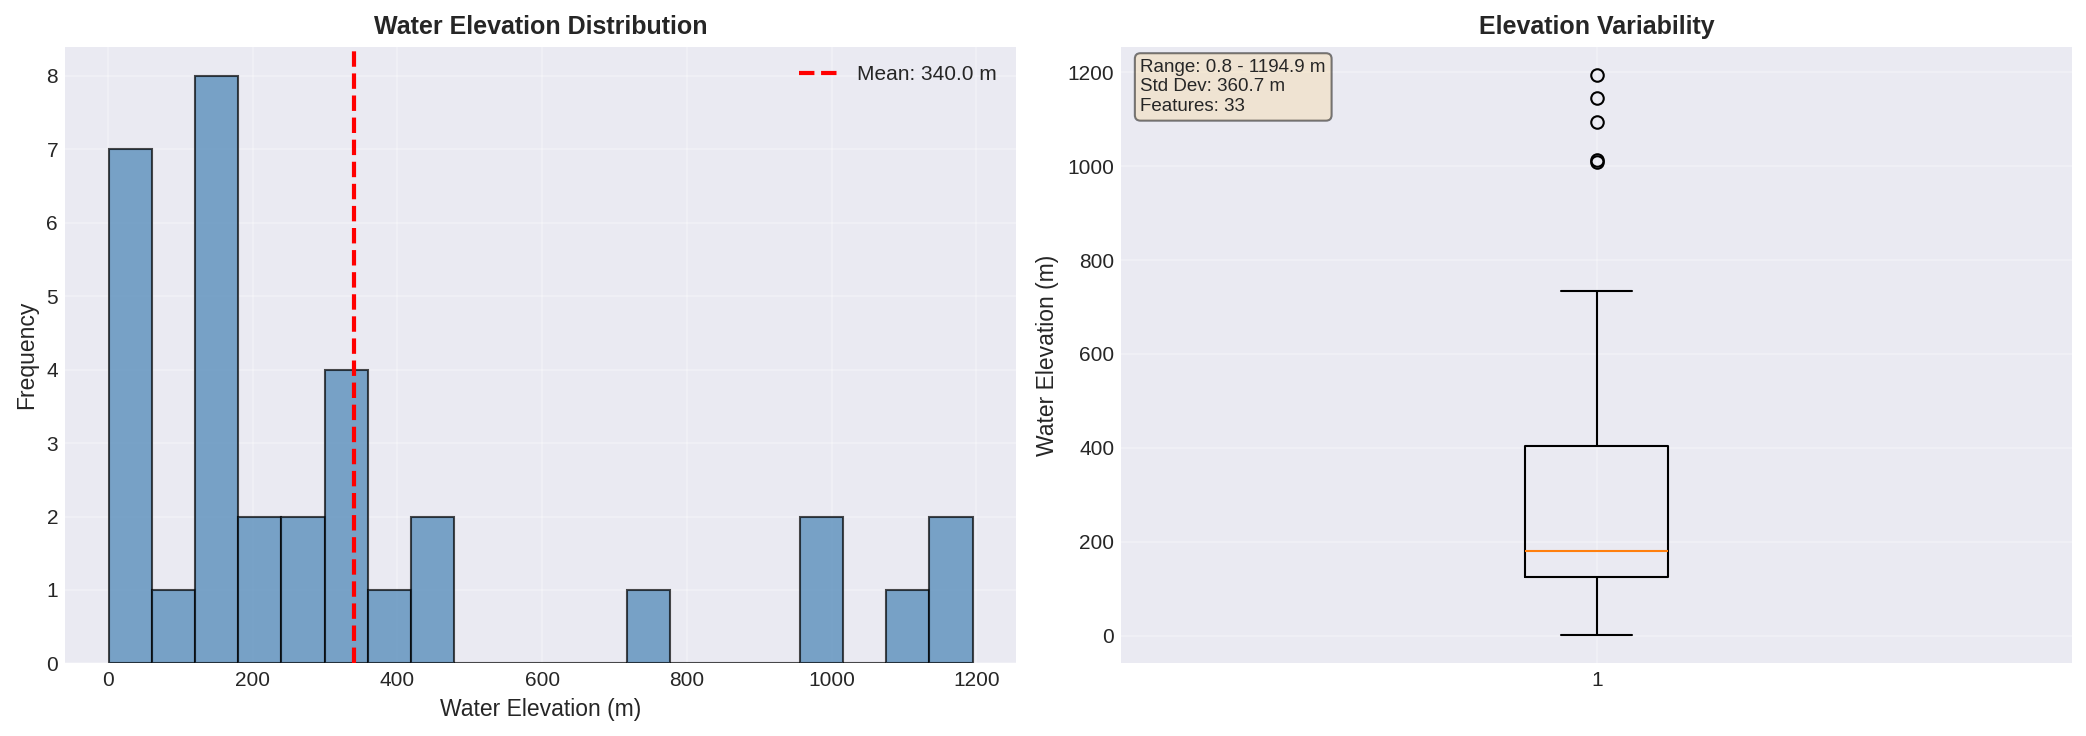 Water Elevation Distribution
Mean: 340.0 m
Frequency
8
7
6
5
4
3
2
1
0
0 200 400 600 800 1000 1200
Water Elevation (m)
Elevation Variability
Range: 0.8 - 1194.9 m
Std Dev: 360.7 m
Features: 33
Water Elevation (m)
1200
1000
800
600
400
200
0
1